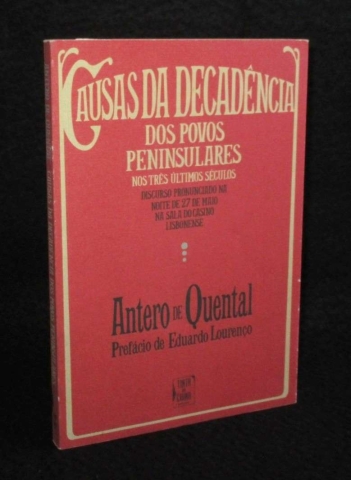 CAUSAS DA DECADÊNCIA
DOS POVOS
PENINSULARES
NOS TRÊS ÚLTIMOS SÉCULOS
DISCURSO PRONUNCIADO NA
NOITE DE 27 DE MAIO
NA SALA DO CASINO
LISBONENSE
Antero DE Quental
Prefácio de Eduardo Lourenço